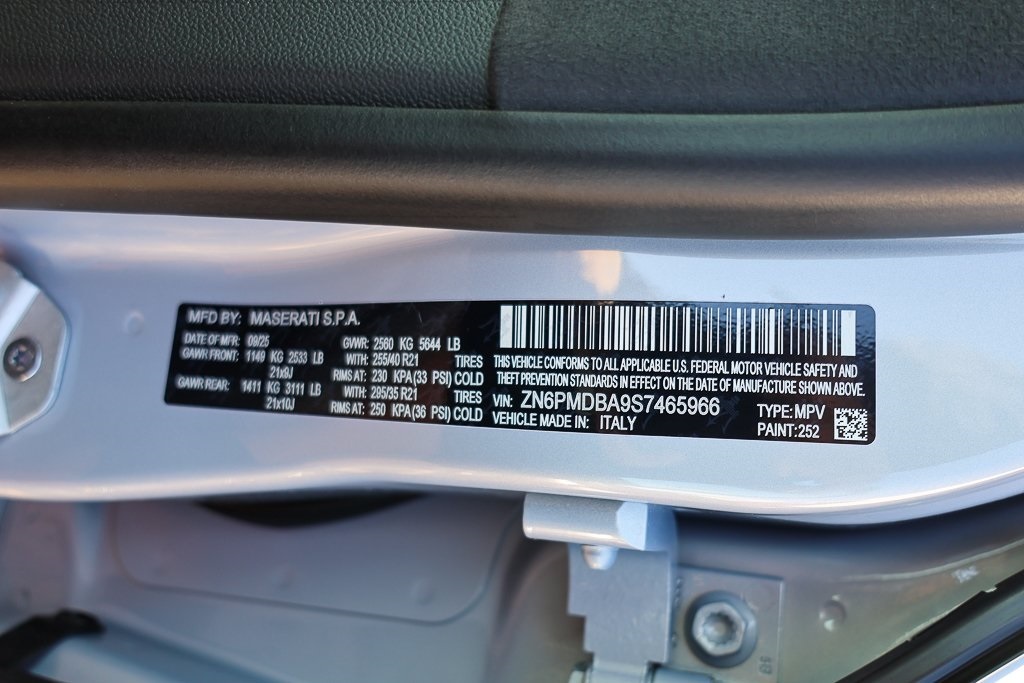 MFD BY: MASERATI S.P.A.
DATE OF MFR: 09/25 GVWR: 2560 KG 5644 LB
GAWR FRONT: 1149 KG 2533 LB WITH: 255/40 R21 TIRES
21x9J RIMS AT: 230 KPA(33 PSI) COLD
GAWR REAR: 1411 KG 3111 LB WITH: 295/35 R21 TIRES
21x10J RIMS AT: 250 KPA(36 PSI) COLD
THIS VEHICLE CONFORMS TO ALL APPLICABLE U.S. FEDERAL MOTOR VEHICLE SAFETY AND
THEFT PREVENTION STANDARDS IN EFFECT ON THE DATE OF MANUFACTURE SHOWN ABOVE.
VIN: ZN6PMDBA9S7465966 TYPE: MPV
VEHICLE MADE IN: ITALY PAINT: 252